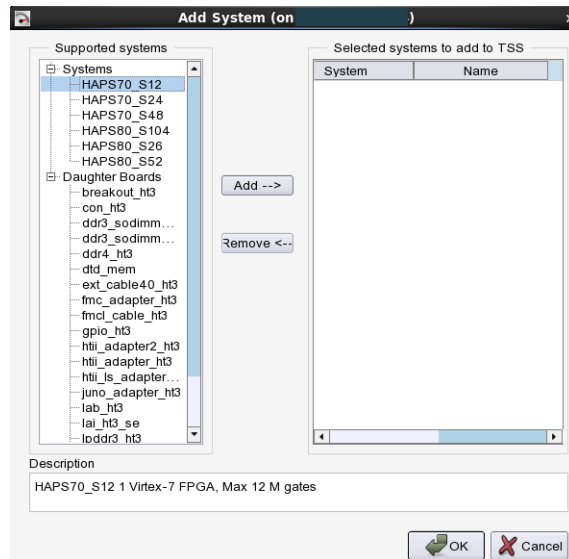 Add System (on )
Supported systems
Selected systems to add to TSS
Systems
HAPS70_S12
HAPS70_S24
HAPS70_S48
HAPS80_S104
HAPS80_S26
HAPS80_S52
Daughter Boards
breakout_ht3
con_ht3
ddr3_sodimm...
ddr3_sodimm...
ddr4_ht3
dtd_mem
ext_cable40_ht3
fmc_adapter_ht3
fmcl_cable_ht3
gpio_ht3
htii_adapter2_ht3
htii_adapter_ht3
htii_ls_adapter...
juno_adapter_ht3
lab_ht3
lai_ht3_se
lpddr3_ht3
Add -->
Remove <--
System Name
Description
HAPS70_S12 1 Virtex-7 FPGA, Max 12 M gates
OK Cancel